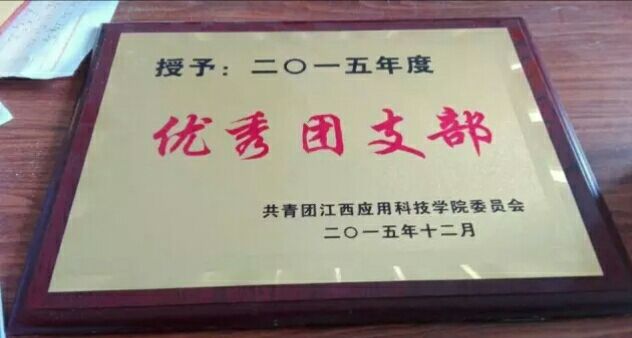 授予：二〇一五年度
优秀团支部
共青团江西应用科技学院委员会
二〇一五年十二月